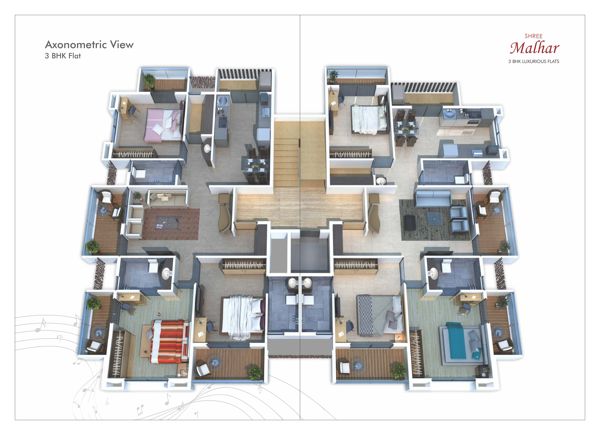 Axonometric View
3 BHK Flat
SHREE
Malhar
3 BHK LUXURIOUS FLATS